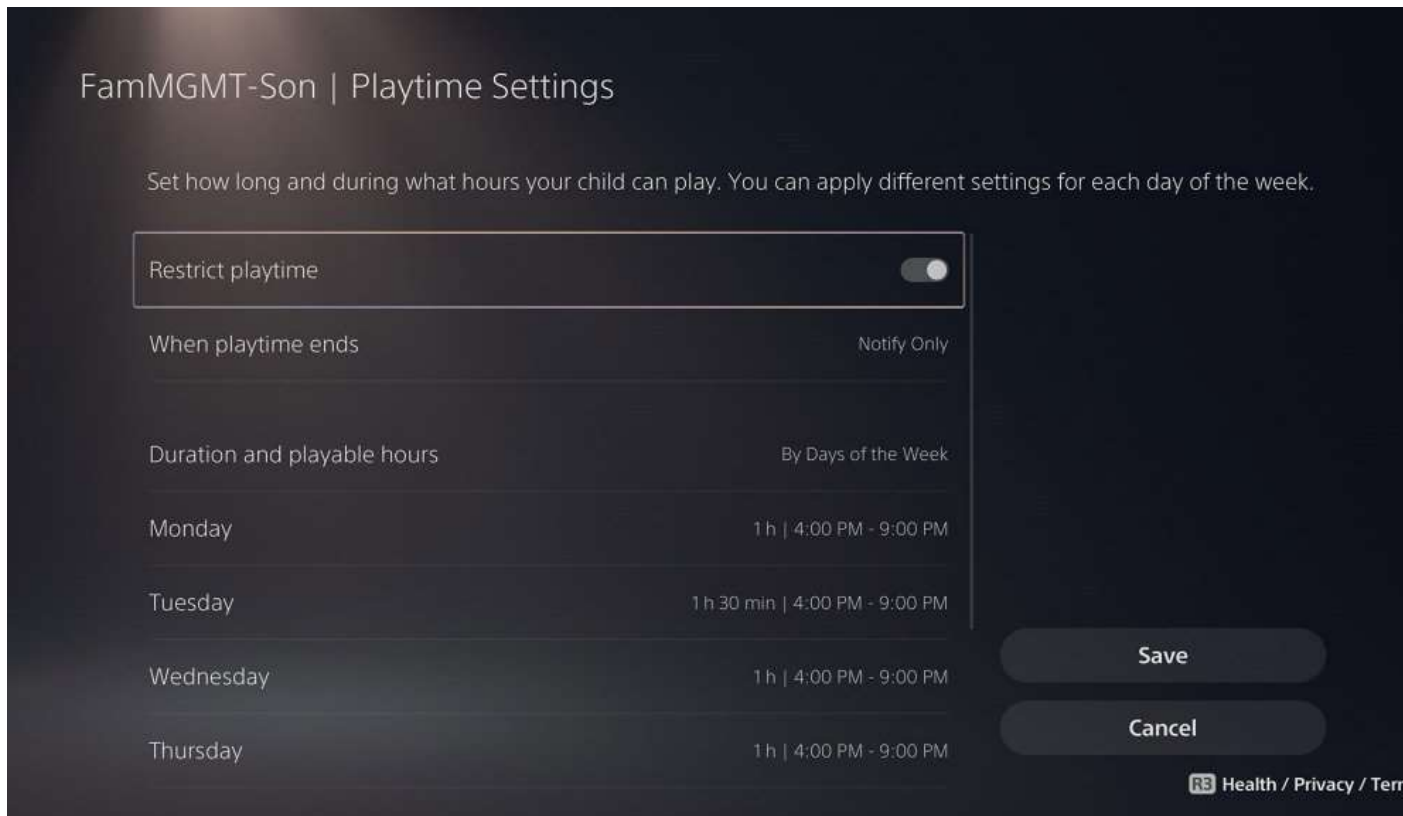 FamMGMT-Son | Playtime Settings
Set how long and during what hours your child can play. You can apply different settings for each day of the week.
Restrict playtime
When playtime ends Notify Only
Duration and playable hours By Days of the Week
Monday 1 h | 4:00 PM - 9:00 PM
Tuesday 1 h 30 min | 4:00 PM - 9:00 PM
Wednesday 1 h | 4:00 PM - 9:00 PM
Thursday 1 h | 4:00 PM - 9:00 PM
Save
Cancel
R3 Health / Privacy / Terr